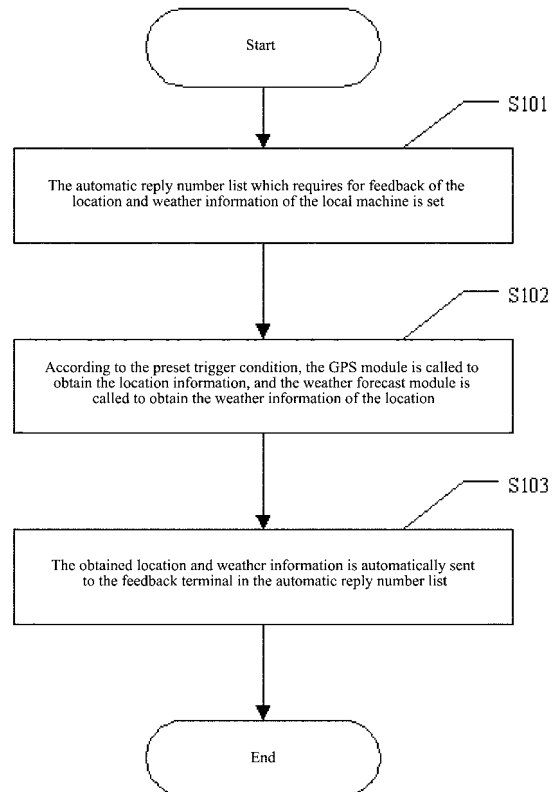 Start
S101
The automatic reply number list which requires for feedback of the
location and weather information of the local machine is set
S102
According to the preset trigger condition, the GPS module is called to
obtain the location information, and the weather forecast module is
called to obtain the weather information of the location
S103
The obtained location and weather information is automatically sent
to the feedback terminal in the automatic reply number list
End